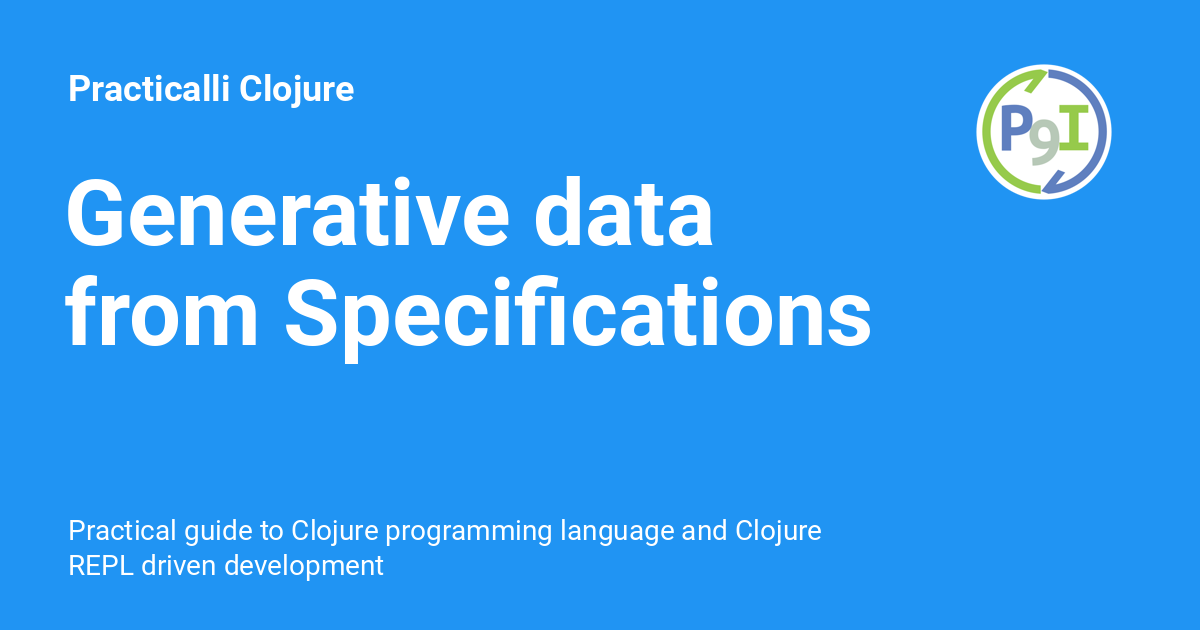 Practicalli Clojure
P9I
Generative data
from Specifications
Practical guide to Clojure programming language and Clojure
REPL driven development